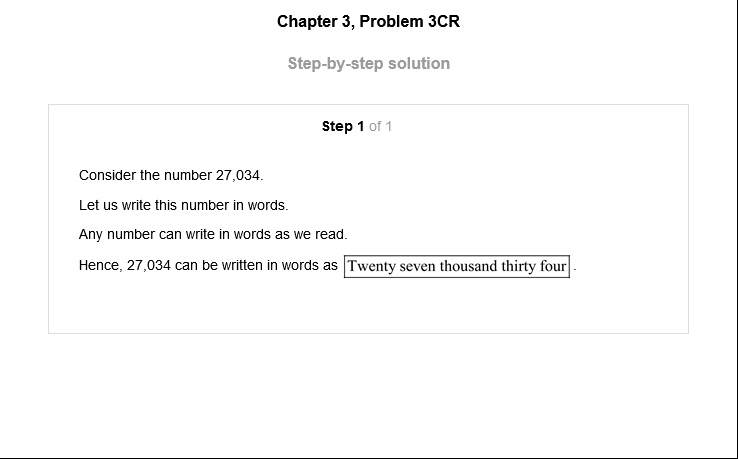 Chapter 3, Problem 3CR
Step-by-step solution
Step 1 of 1
Consider the number 27,034.
Let us write this number in words.
Any number can write in words as we read.
Hence, 27,034 can be written in words as Twenty seven thousand thirty four .